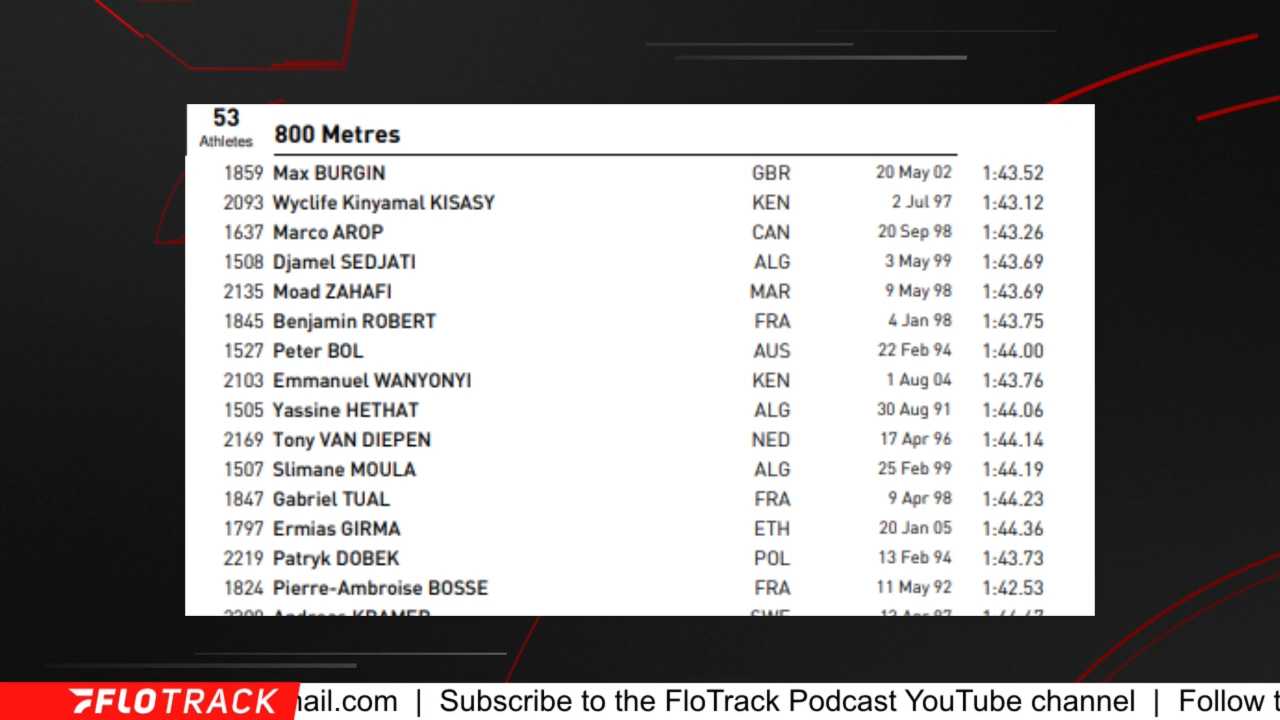 53
Athletes
800 Metres
1859 Max BURGIN GBR 20 May 02 1:43.52
2093 Wyclife Kinyamal KISASY KEN 2 Jul 97 1:43.12
1637 Marco AROP CAN 20 Sep 98 1:43.26
1508 Djamel SEDJATI ALG 3 May 99 1:43.69
2135 Moad ZAHAFI MAR 9 May 98 1:43.69
1845 Benjamin ROBERT FRA 4 Jan 98 1:43.75
1527 Peter BOL AUS 22 Feb 94 1:44.00
2103 Emmanuel WANYONYI KEN 1 Aug 04 1:43.76
1505 Yassine HETHAT ALG 30 Aug 91 1:44.06
2169 Tony VAN DIEPEN NED 17 Apr 96 1:44.14
1507 Slimane MOULA ALG 25 Feb 99 1:44.19
1847 Gabriel TUAL FRA 9 Apr 98 1:44.23
1797 Ermias GIRMA ETH 20 Jan 05 1:44.36
2219 Patryk DOBEK POL 13 Feb 94 1:43.73
1824 Pierre-Ambroise BOSSE FRA 11 May 92 1:42.53
FLOTRACK nail.com | Subscribe to the FloTrack Podcast YouTube channel | Follow t